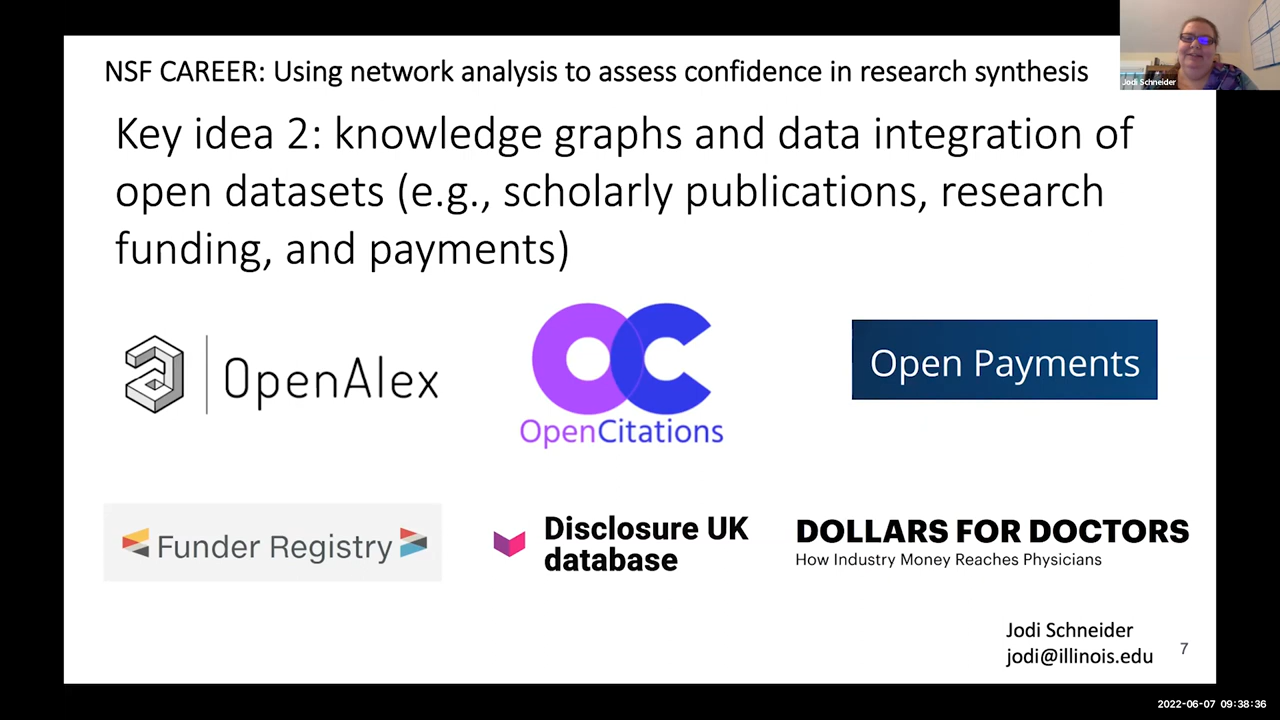 NSF CAREER: Using network analysis to assess confidence in research synthesis
Jodi Schneider
Key idea 2: knowledge graphs and data integration of
open datasets (e.g., scholarly publications, research
funding, and payments)
OpenAlex
OC
OpenCitations
Open Payments
Funder Registry
Disclosure UK
database
DOLLARS FOR DOCTORS
How Industry Money Reaches Physicians
Jodi Schneider
jodi@illinois.edu
7
2022-06-07 09:38:36